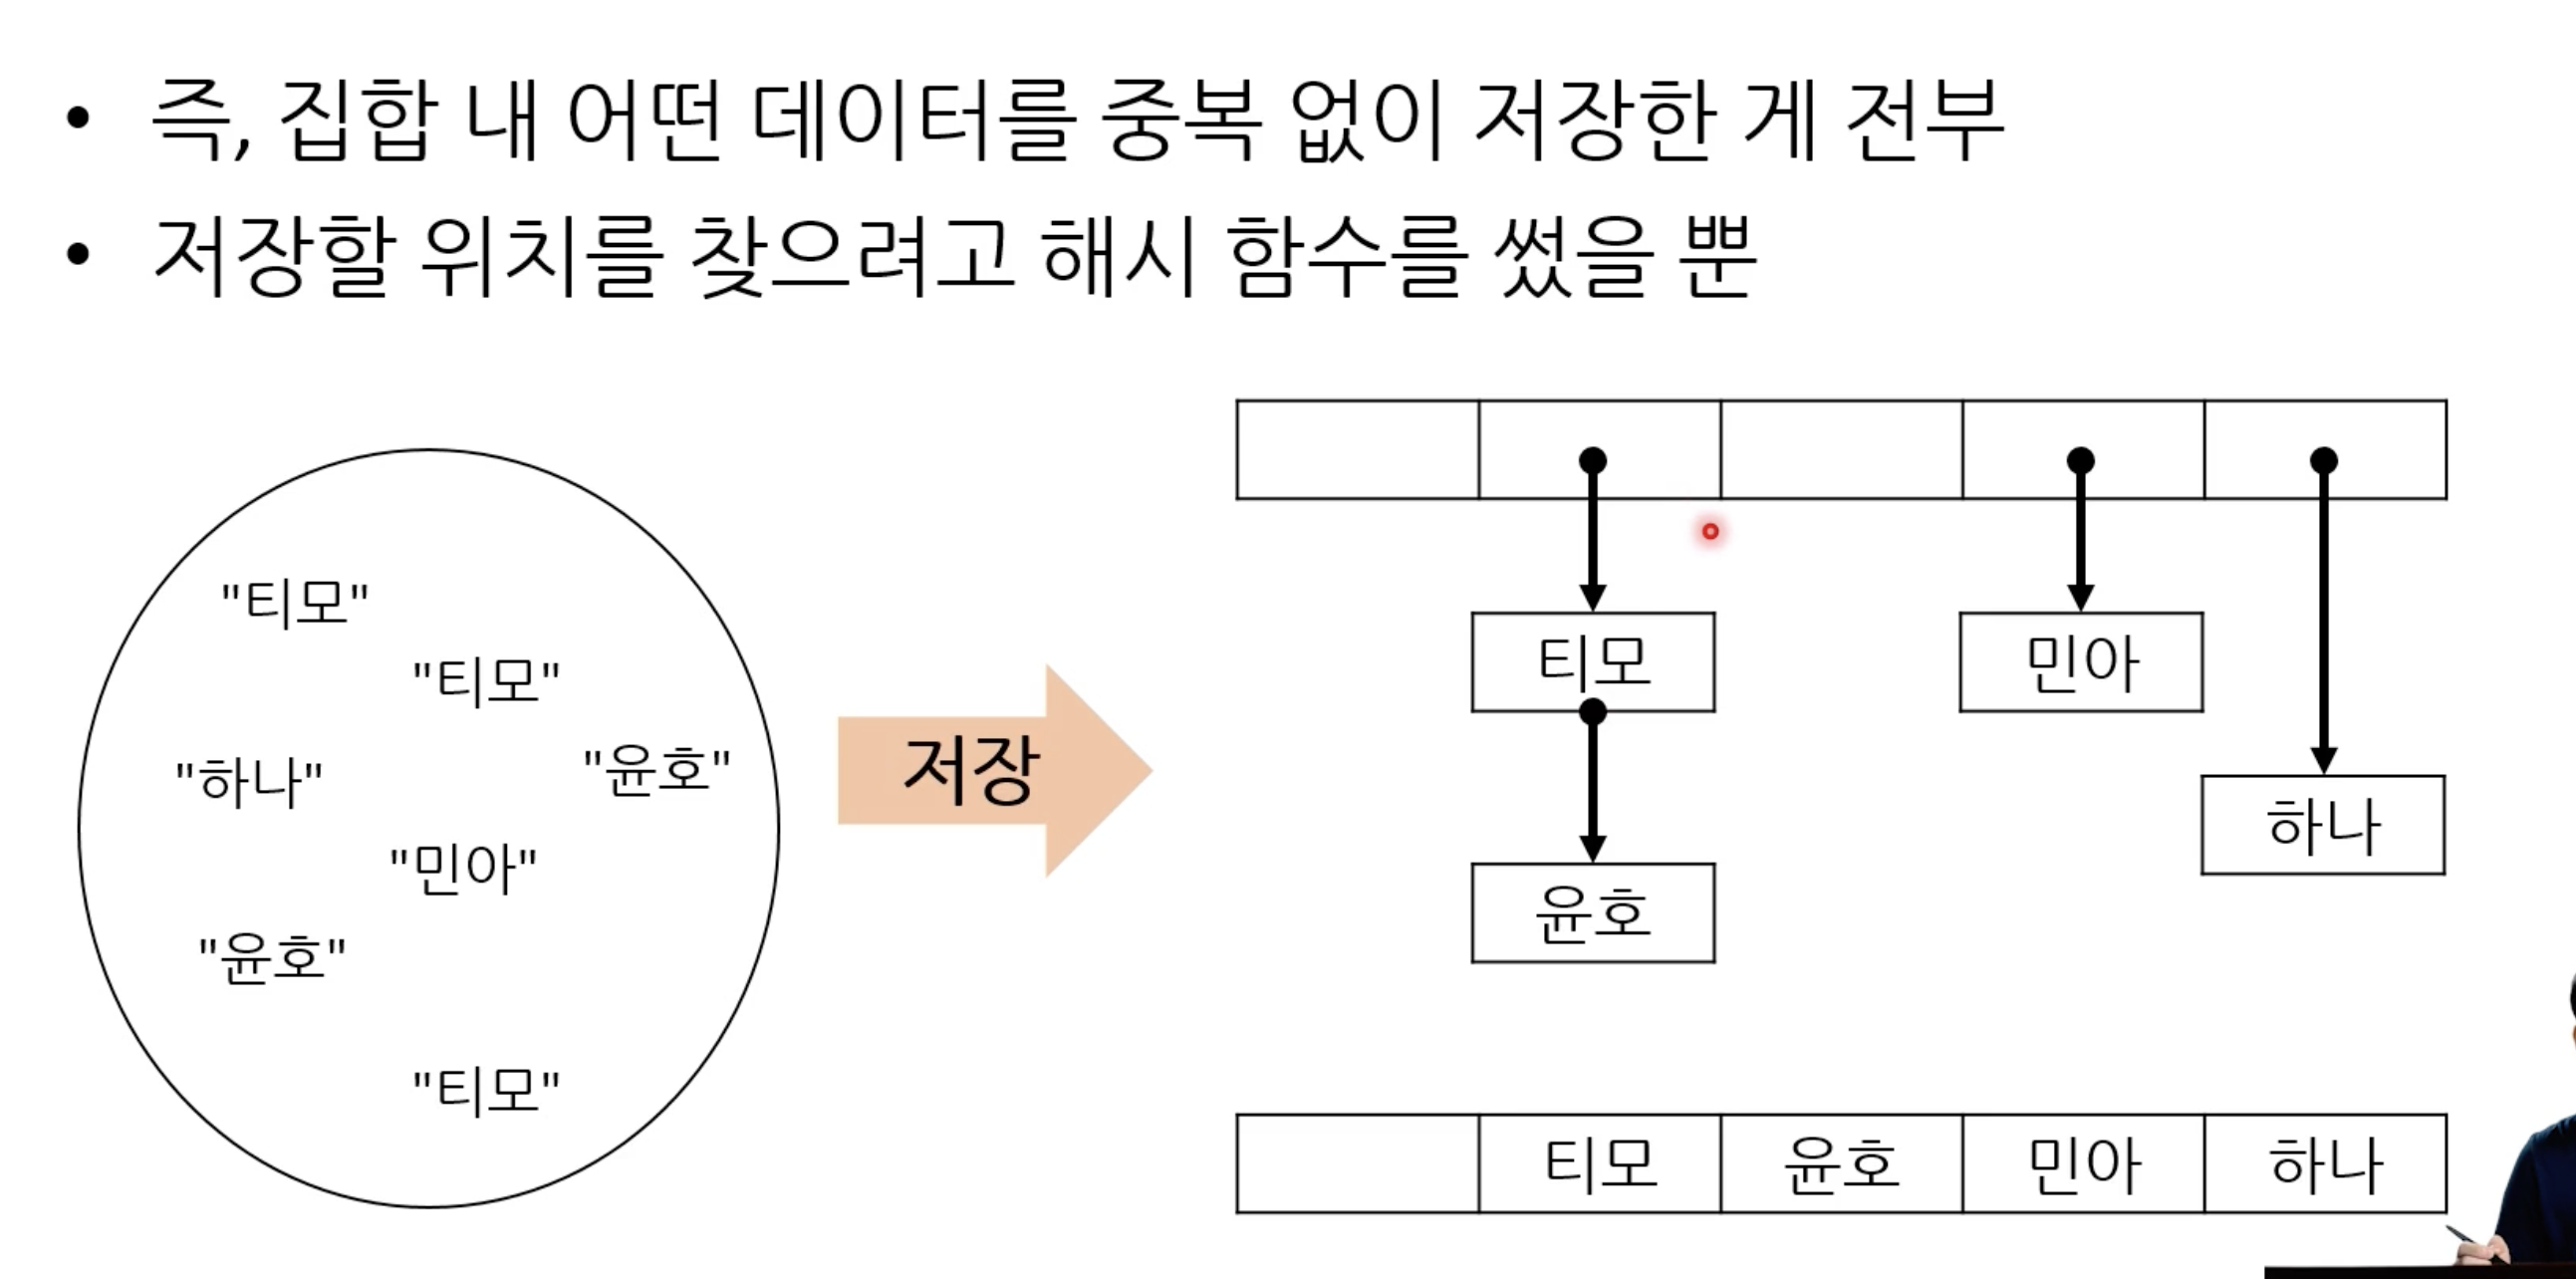 • 즉, 집합 내 어떤 데이터를 중복 없이 저장한 게 전부
• 저장할 위치를 찾으려고 해시 함수를 썼을 뿐
"티모"
"티모"
"하나"
"윤호"
"민아"
"윤호"
"티모"
저장
티모
민아
하나
윤호
티모 윤호 민아 하나